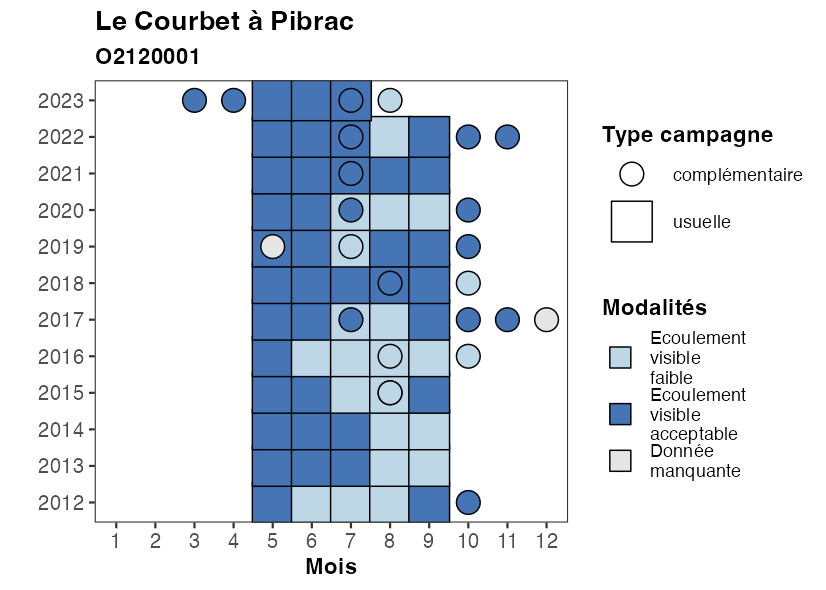 Le Courbet à Pibrac
O2120001
2023
2022
2021
2020
2019
2018
2017
2016
2015
2014
2013
2012
1 2 3 4 5 6 7 8 9 10 11 12
Mois
Type campagne
complémentaire
usuelle
Modalités
Ecoulement
visible
faible
Ecoulement
visible
acceptable
Donnée
manquante